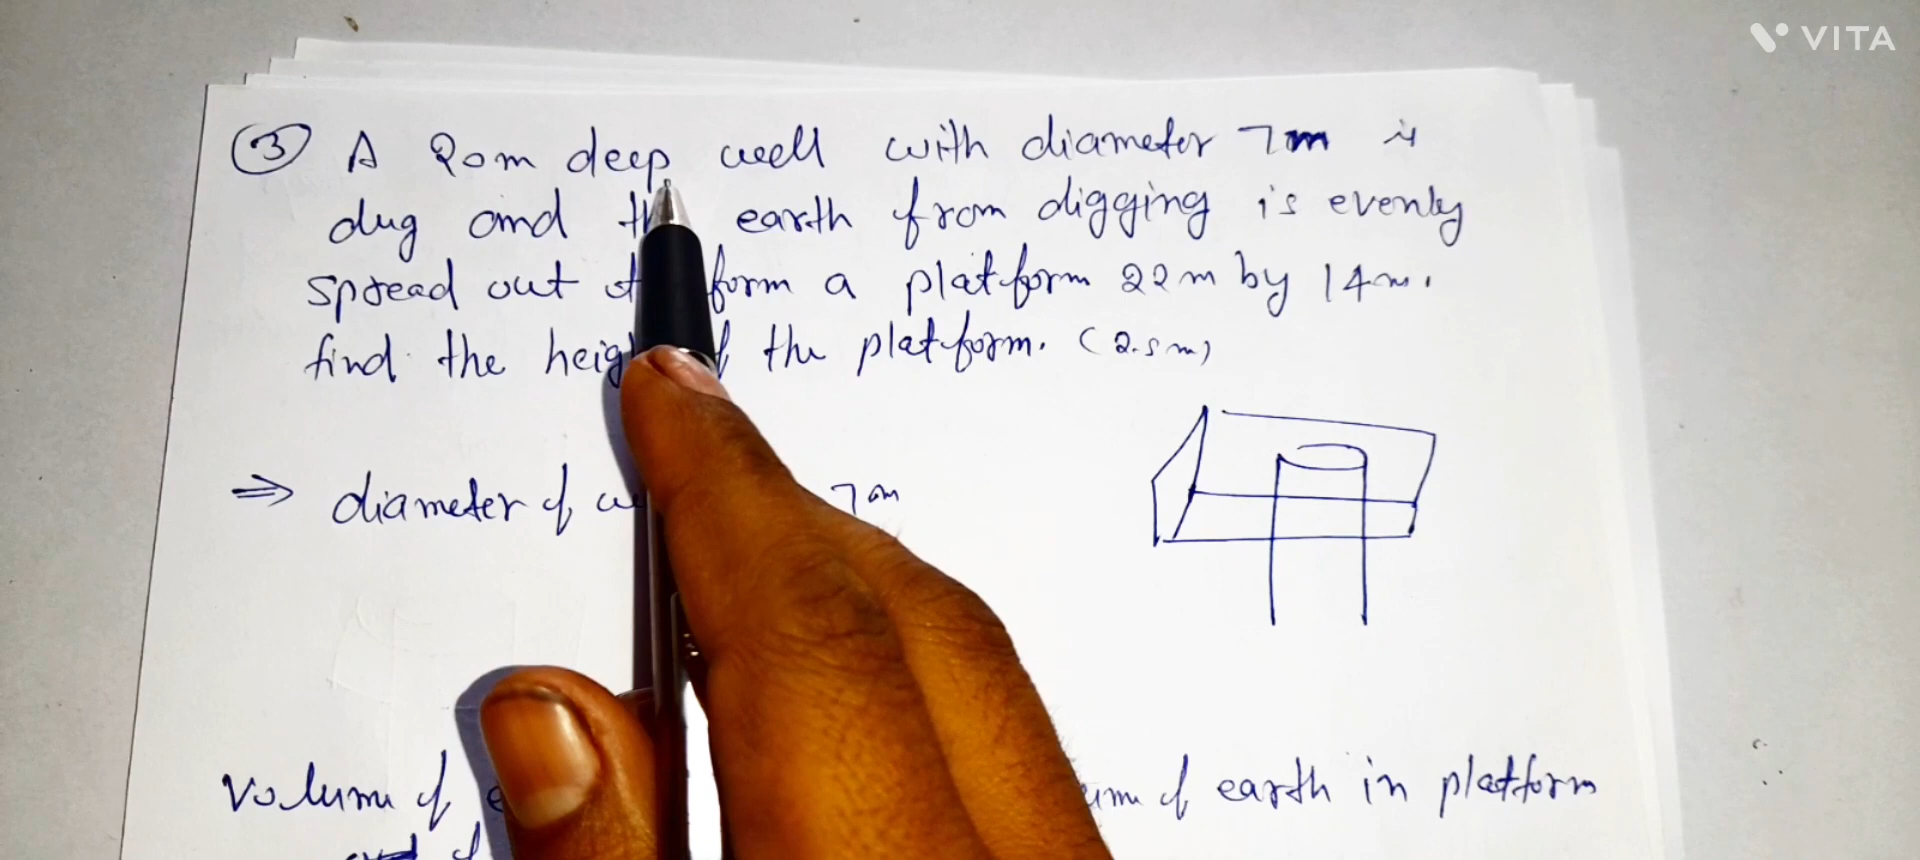 VITA
③ A 20m deep well with diameter 7m is
dug and th earth from digging is evenly
spread out form a platform 22m by 14m.
find the heig the platform. (2.5m)
⇒ diameter of 7m
Volume of of earth in platform